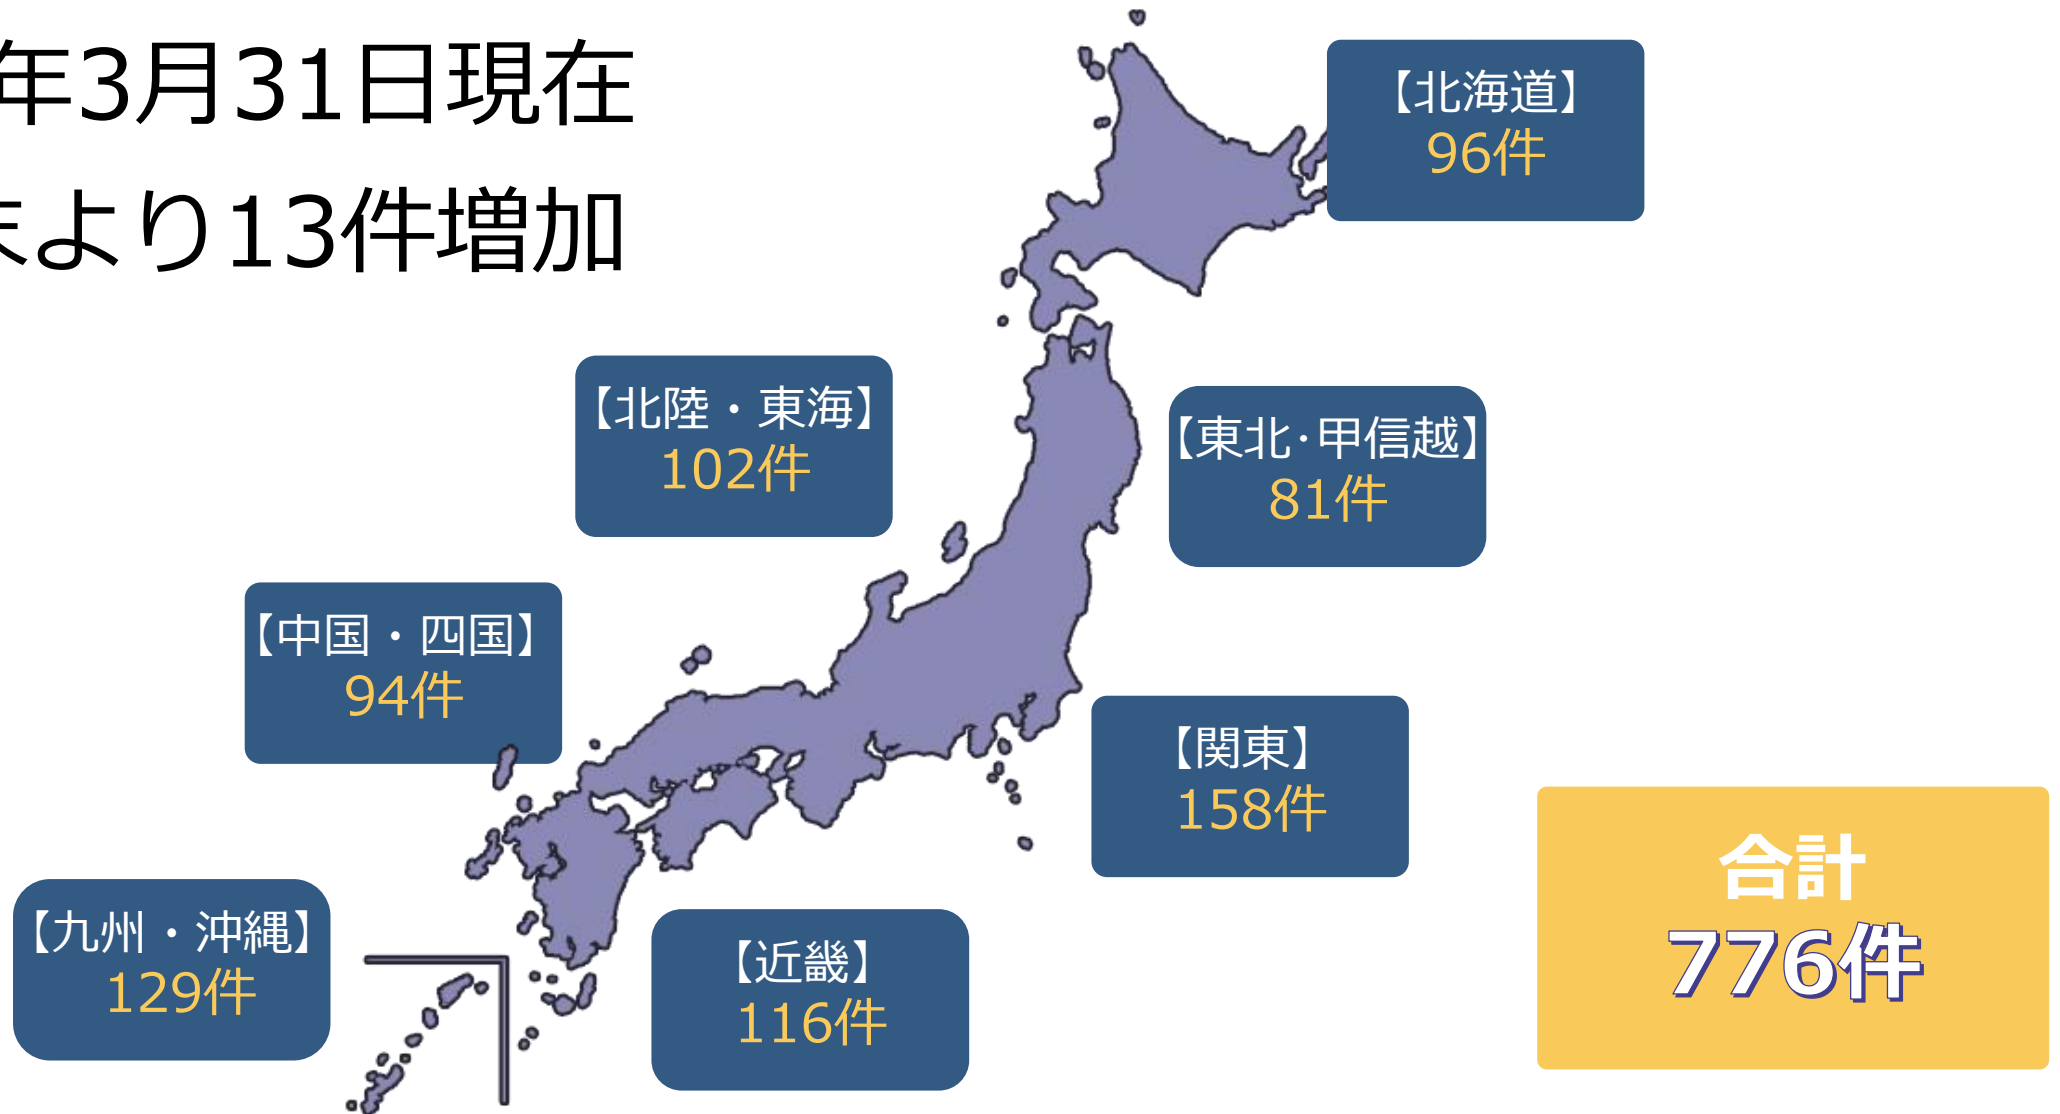 年3月31日現在
末より13件増加
【北海道】
96件
【北陸・東海】
102件
【東北･甲信越】
81件
【中国・四国】
94件
【関東】
158件
【九州・沖縄】
129件
【近畿】
116件
合計
776件